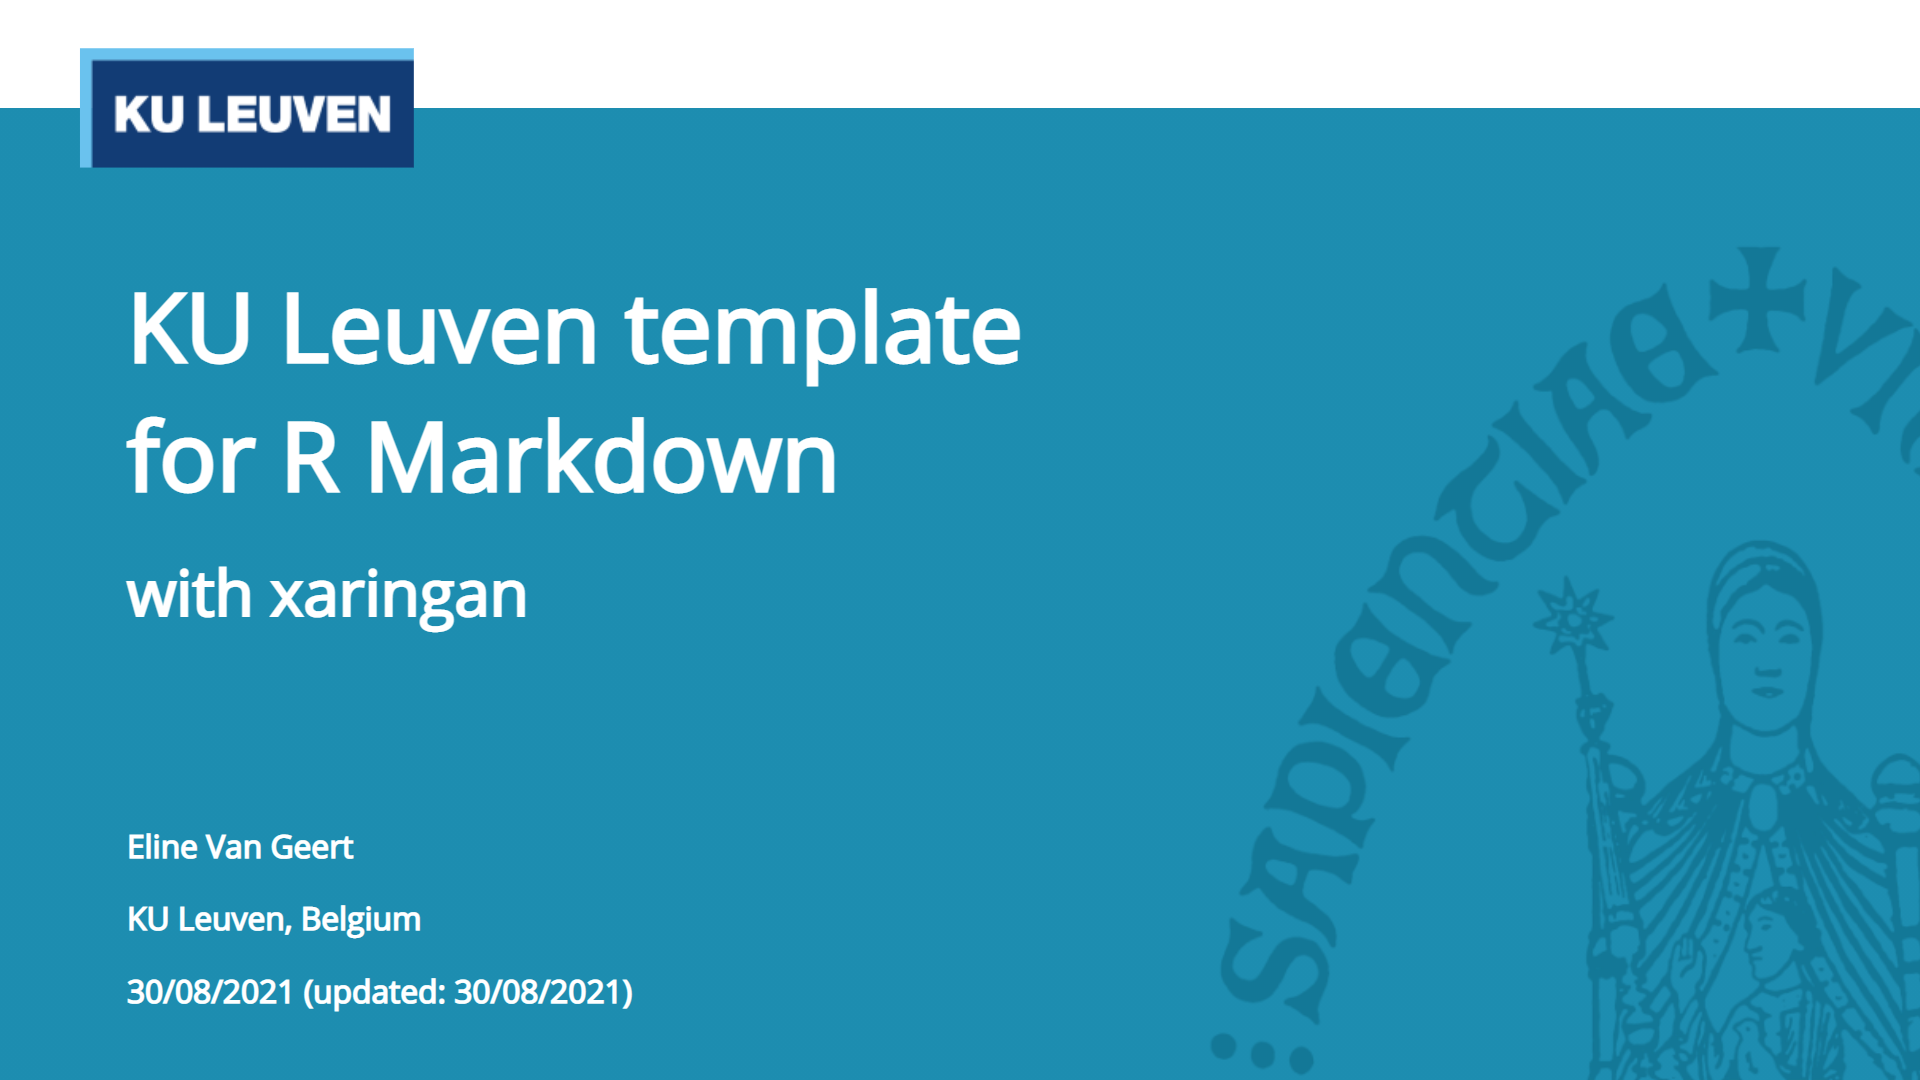 KU LEUVEN
KU Leuven template
for R Markdown
with xaringan
Eline Van Geert
KU Leuven, Belgium
30/08/2021 (updated: 30/08/2021)
SAPIENTIAE